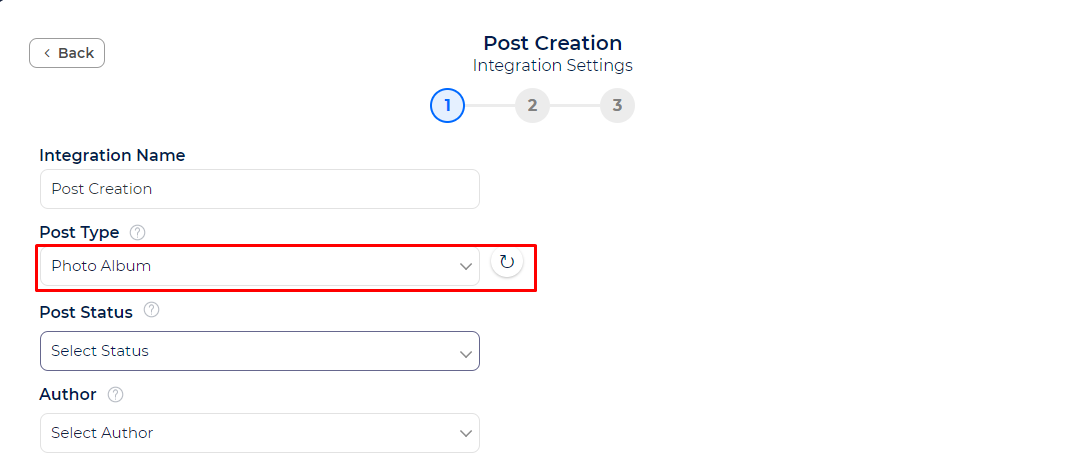 Back
Post Creation
Integration Settings
1 2 3
Integration Name
Post Creation
Post Type ?
Photo Album
Post Status ?
Select Status
Author ?
Select Author